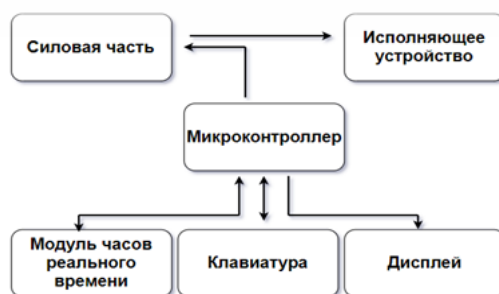 Силовая часть
Исполняющее
устройство
Микроконтроллер
Модуль часов
реального
времени
Клавиатура
Дисплей